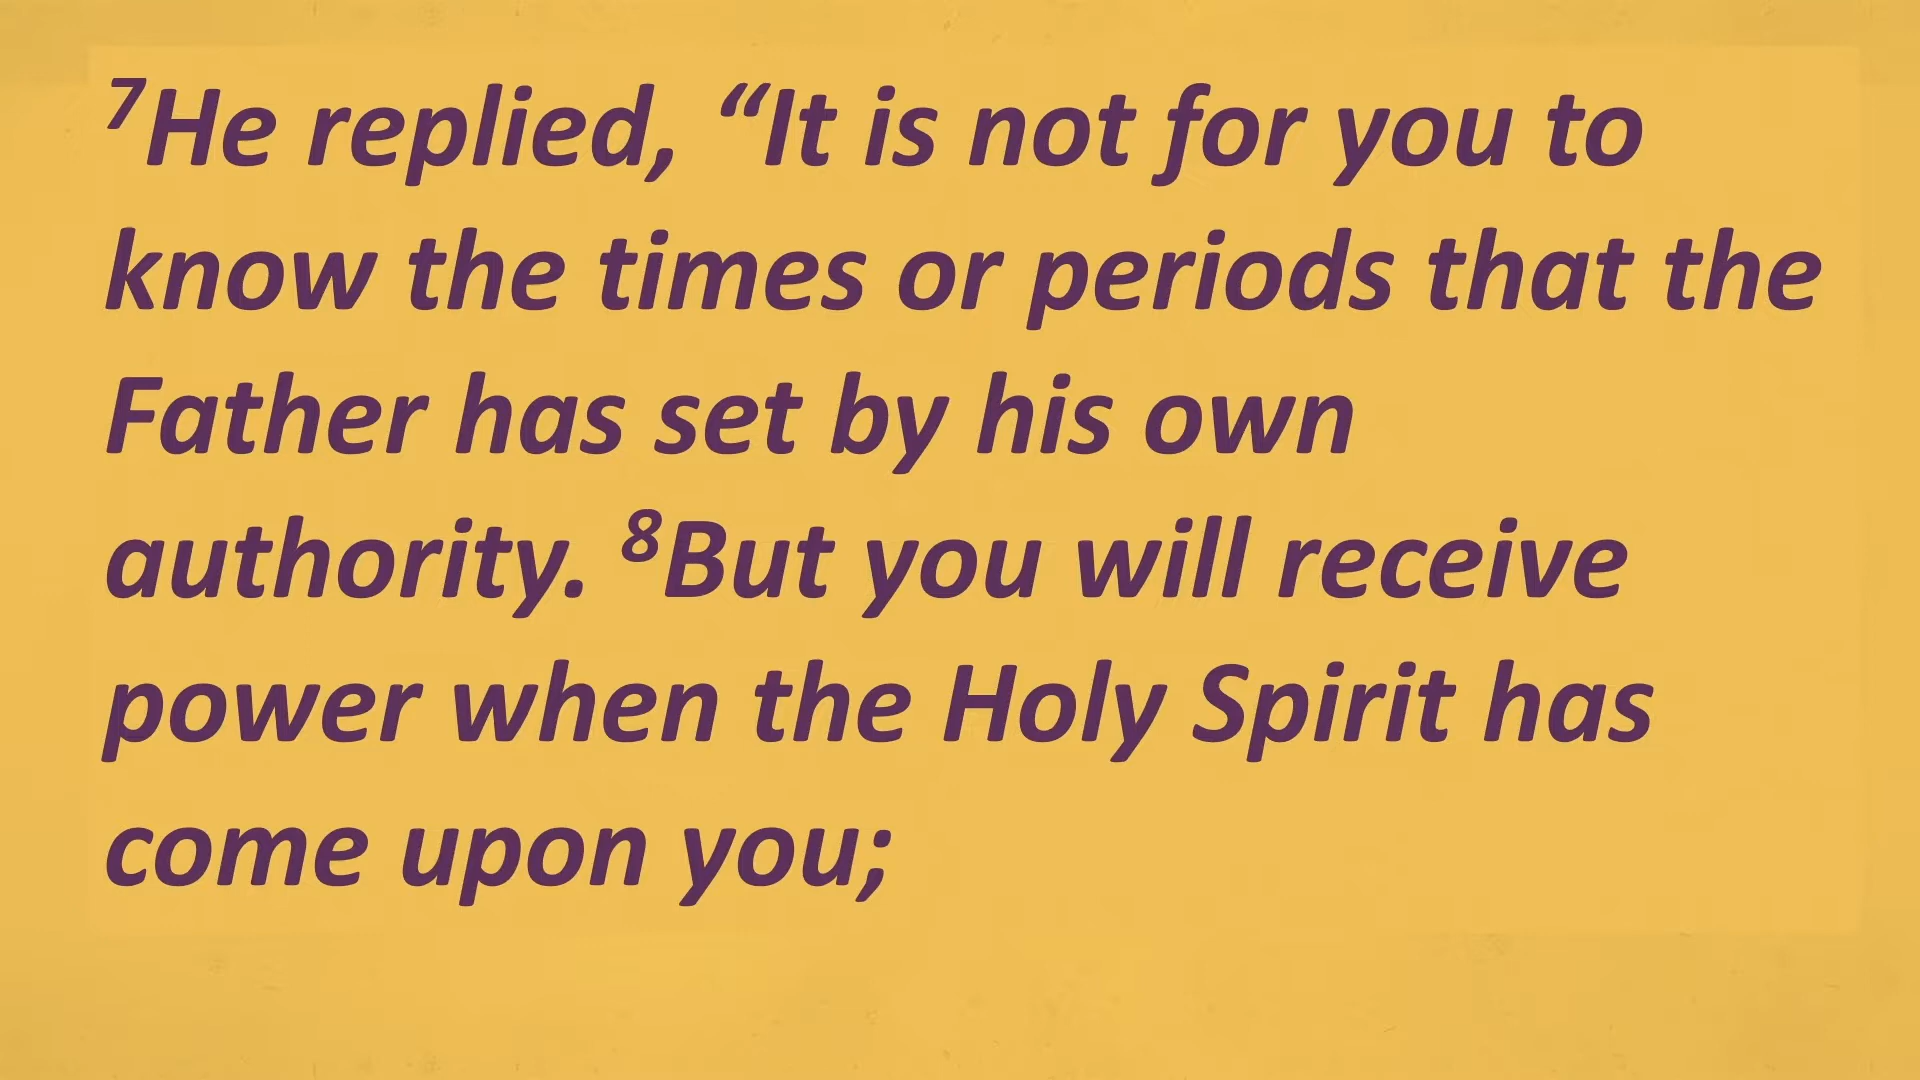 ⁷He replied, “It is not for you to
know the times or periods that the
Father has set by his own
authority. ⁸But you will receive
power when the Holy Spirit has
come upon you;